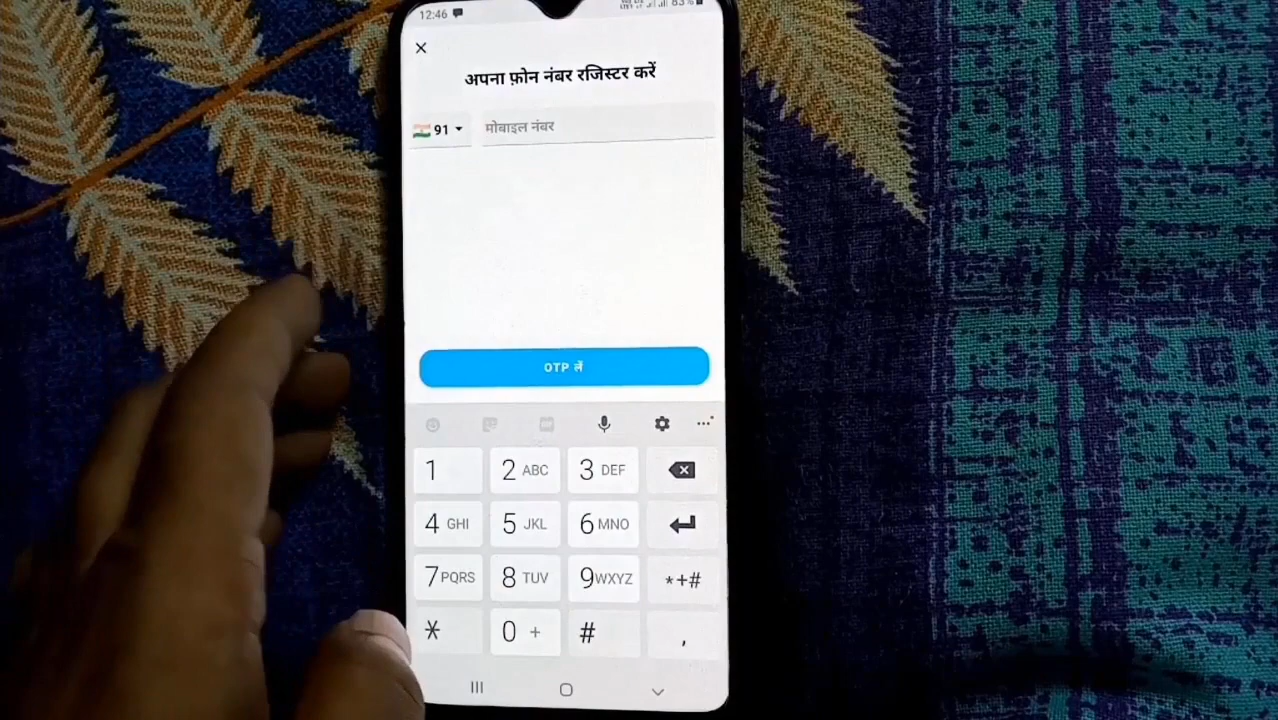 12:46
83%
अपना फ़ोन नंबर रजिस्टर करें
91
मोबाइल नंबर
OTP लें
1
2 ABC
3 DEF
4 GHI
5 JKL
6 MNO
7 PQRS
8 TUV
9 WXYZ
*+#
*
0 +
#
,